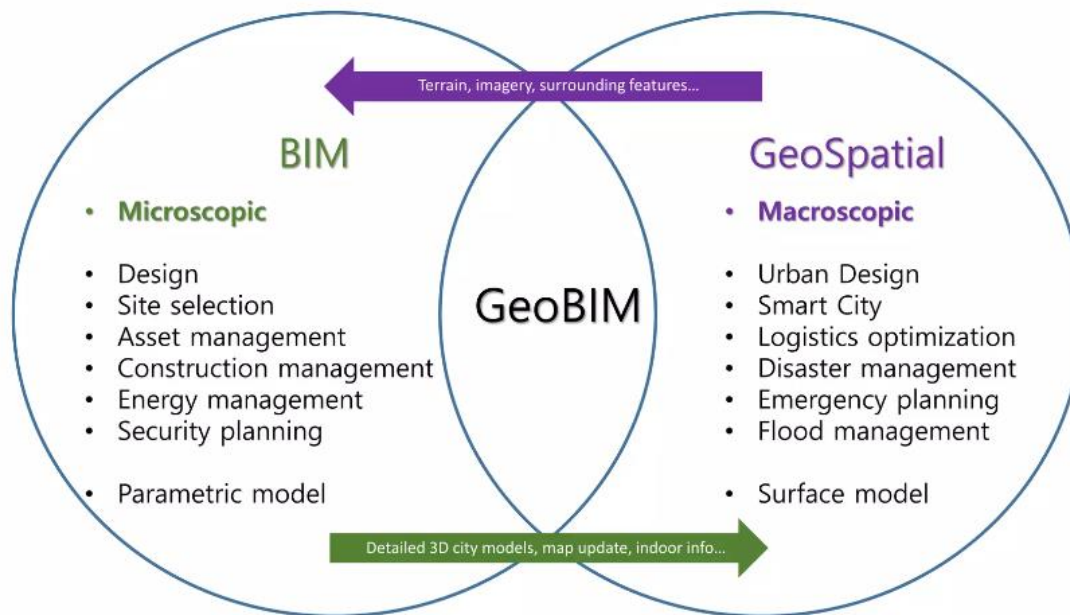 Terrain, imagery, surrounding features...
BIM
• Microscopic
• Design
• Site selection
• Asset management
• Construction management
• Energy management
• Security planning
• Parametric model
GeoBIM
GeoSpatial
• Macroscopic
• Urban Design
• Smart City
• Logistics optimization
• Disaster management
• Emergency planning
• Flood management
• Surface model
Detailed 3D city models, map update, indoor info...